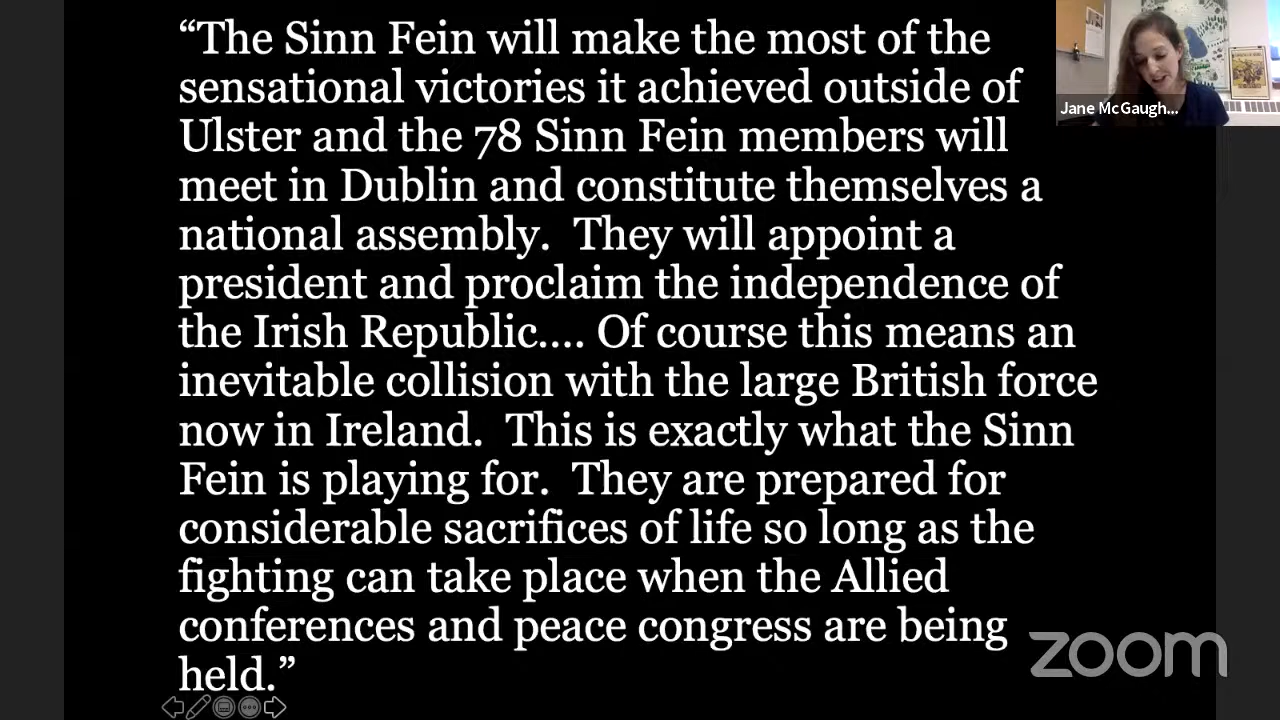 “The Sinn Fein will make the most of the
sensational victories it achieved outside of
Ulster and the 78 Sinn Fein members will
meet in Dublin and constitute themselves a
national assembly.  They will appoint a
president and proclaim the independence of
the Irish Republic.... Of course this means an
inevitable collision with the large British force
now in Ireland.  This is exactly what the Sinn
Fein is playing for.  They are prepared for
considerable sacrifices of life so long as the
fighting can take place when the Allied
conferences and peace congress are being
held.”
Jane McGaugh...
zoom